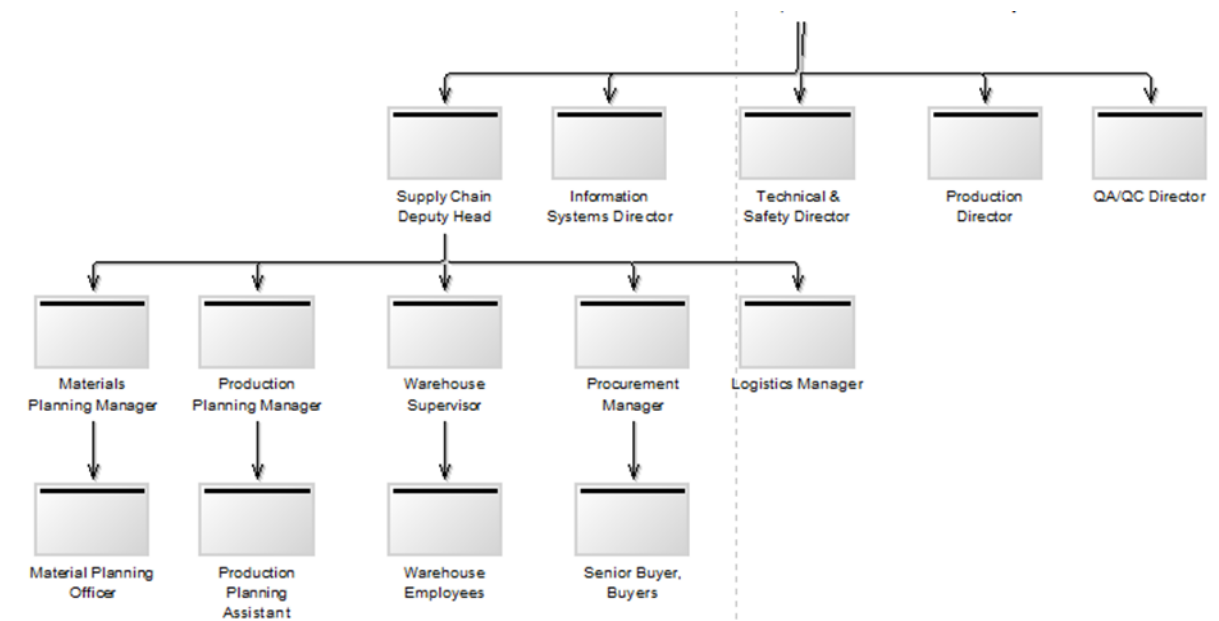 Supply Chain
Deputy Head
Information
Systems Director
Technical &
Safety Director
Production
Director
QA/QC Director
Materials
Planning Manager
Production
Planning Manager
Warehouse
Supervisor
Procurement
Manager
Logistics Manager
Material Planning
Officer
Production
Planning
Assistant
Warehouse
Employees
Senior Buyer,
Buyers